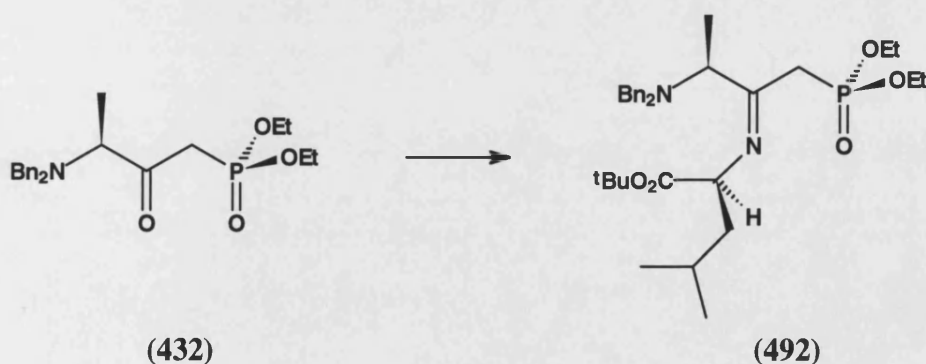 Bn₂N
O
P
O
OEt
OEt
(432)
Bn₂N
N
P
O
OEt
OEt
ᵗBuO₂C
H
(492)